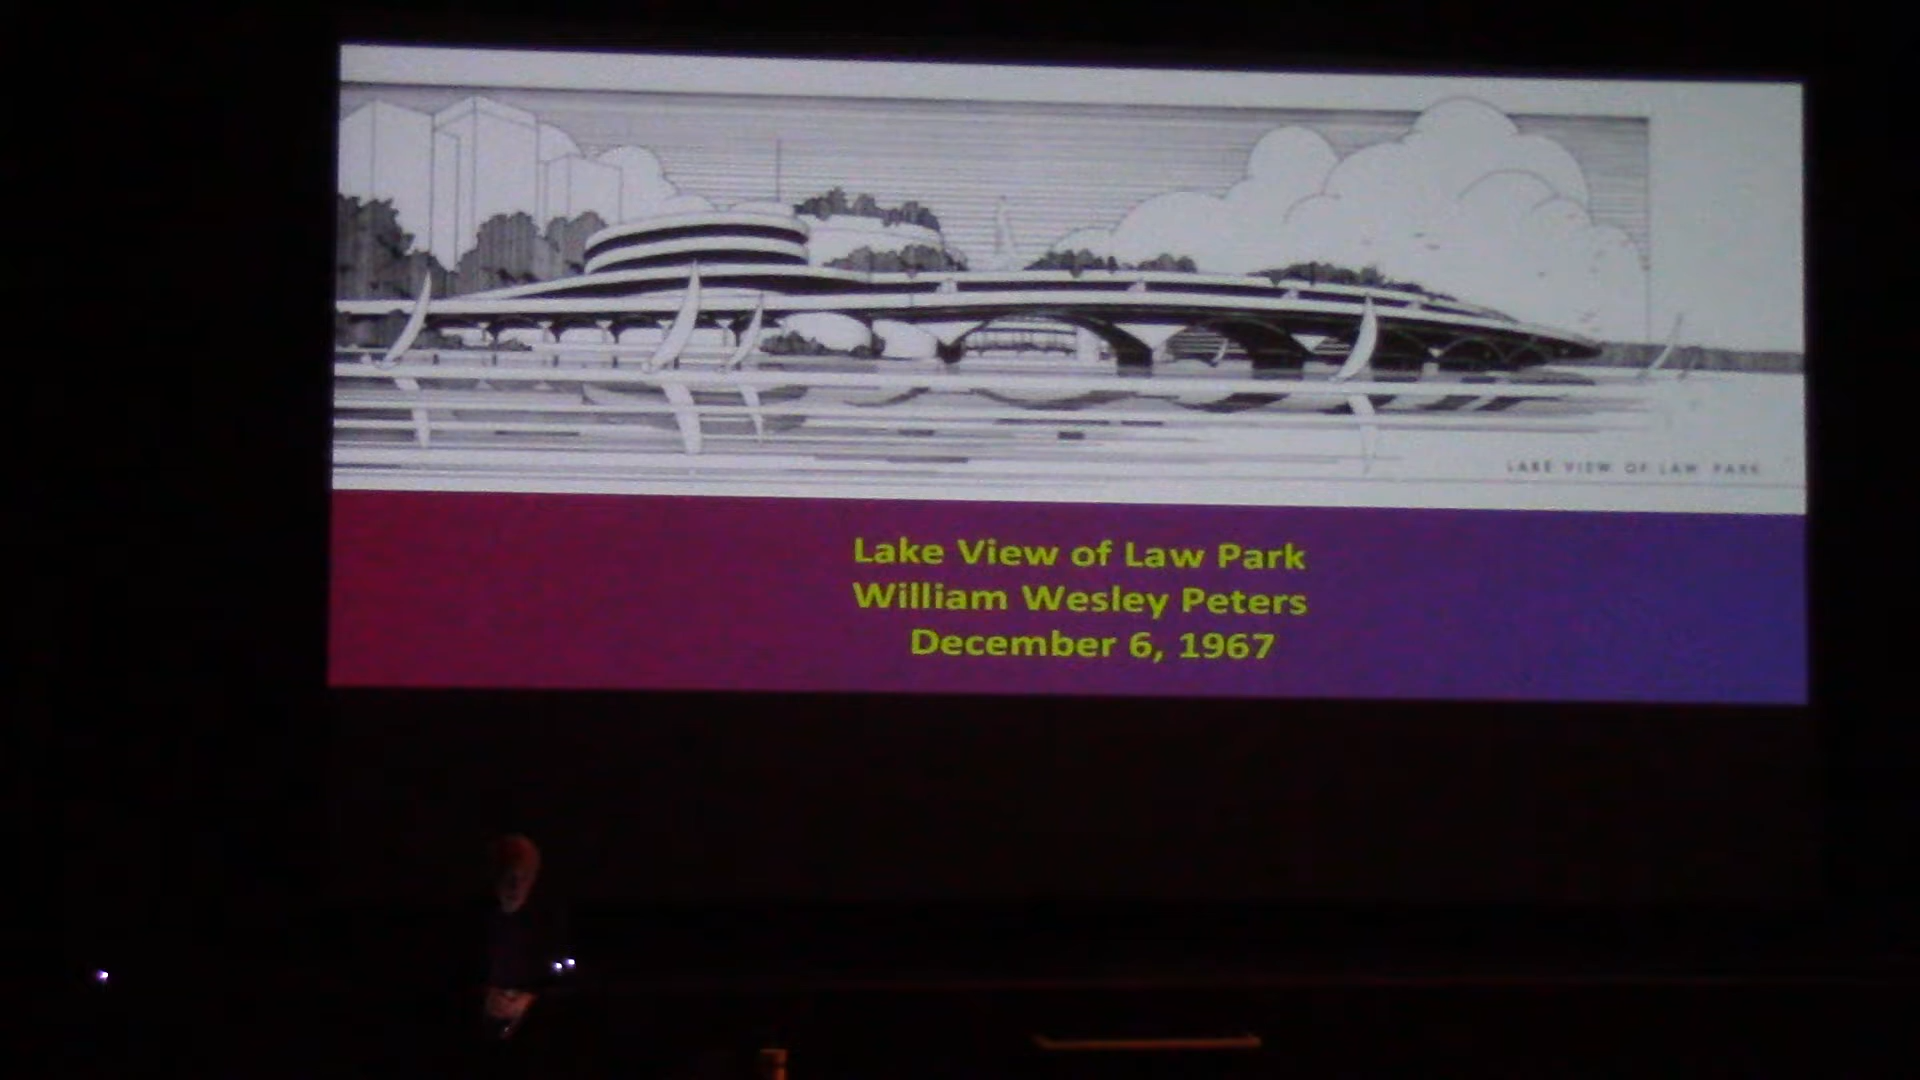 LAKE VIEW OF LAW PARK
Lake View of Law Park
William Wesley Peters
December 6, 1967